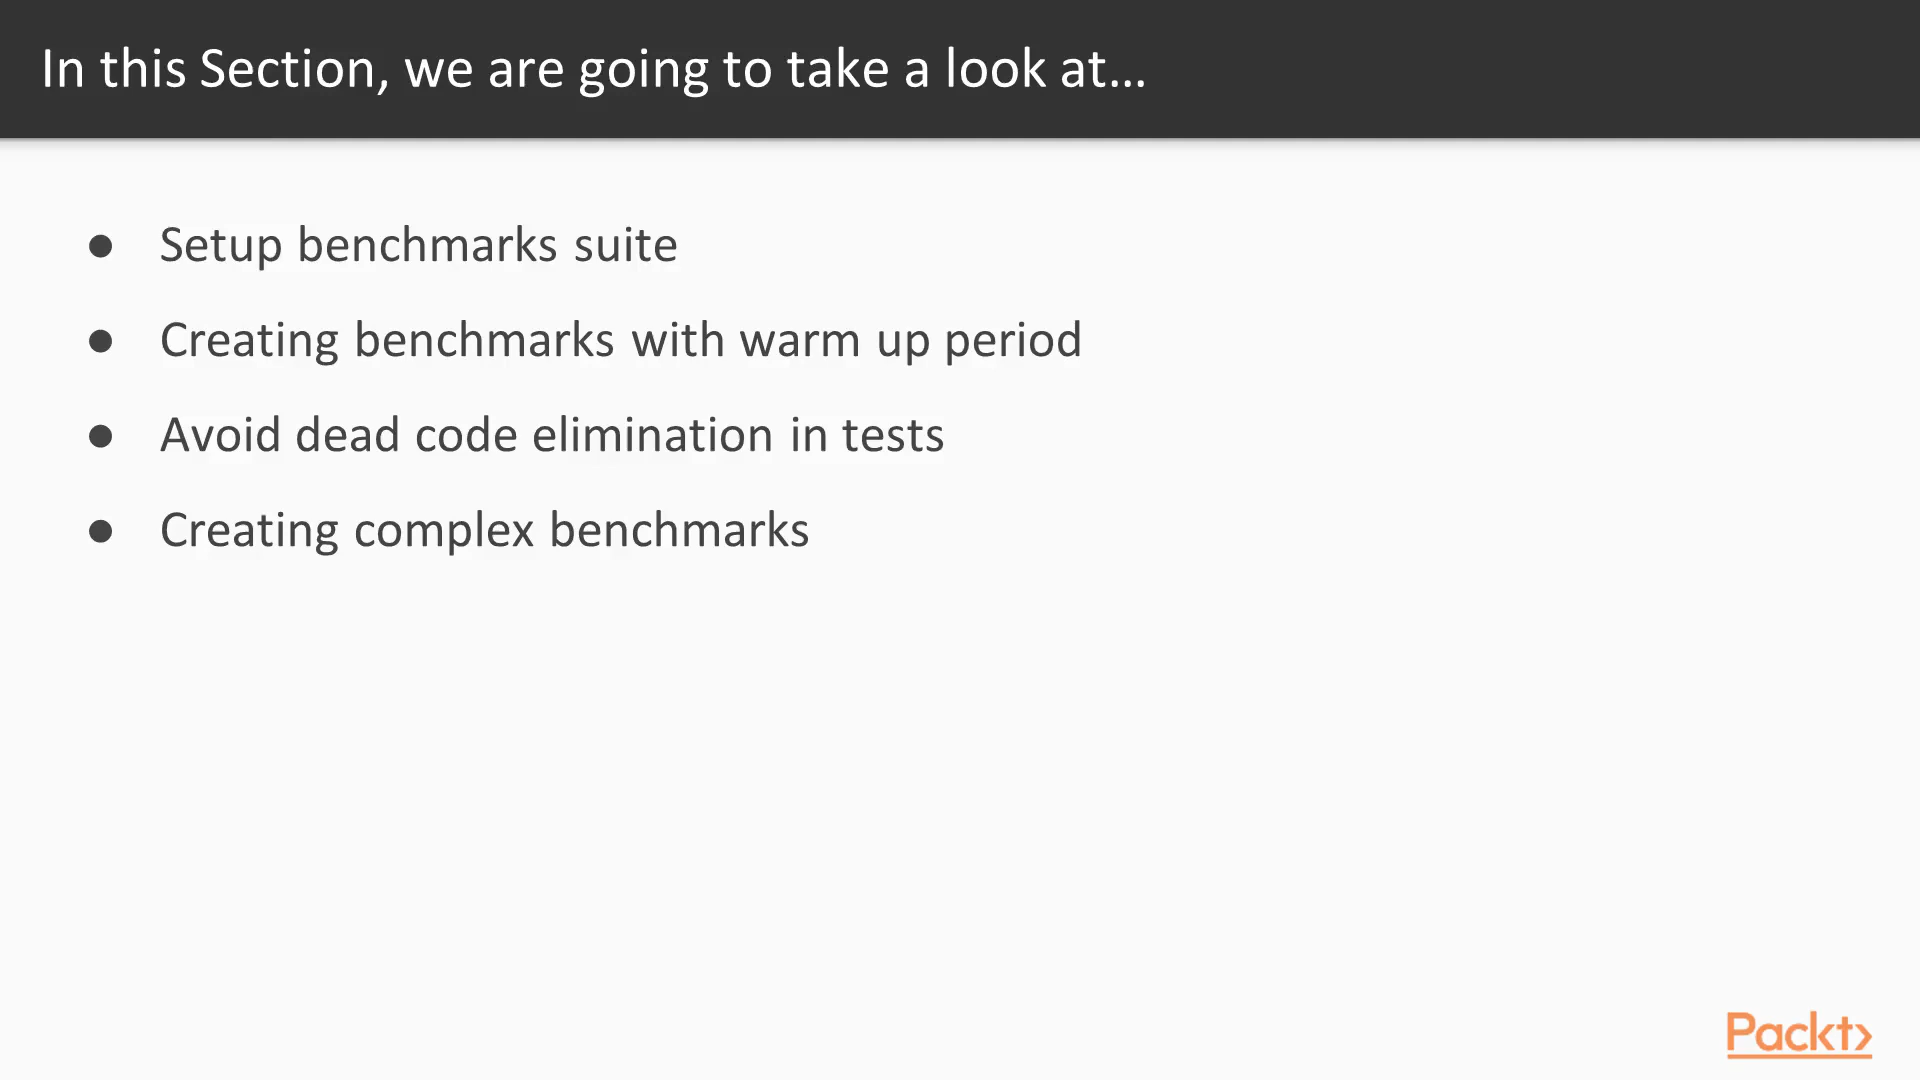 In this Section, we are going to take a look at…
● Setup benchmarks suite
● Creating benchmarks with warm up period
● Avoid dead code elimination in tests
● Creating complex benchmarks
Packt>